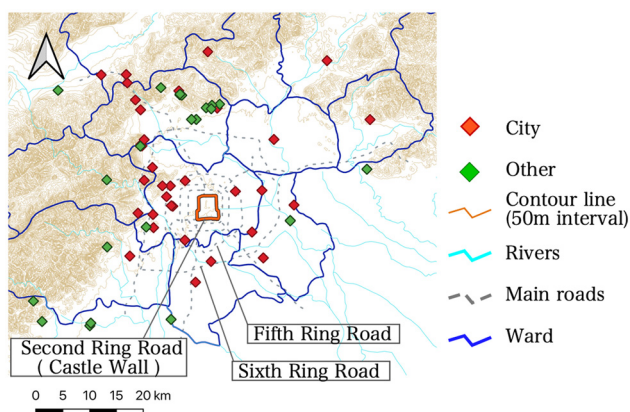 City
Other
Contour line
(50m interval)
Rivers
Main roads
Ward
Fifth Ring Road
Second Ring Road
( Castle Wall )
Sixth Ring Road
0 5 10 15 20 km